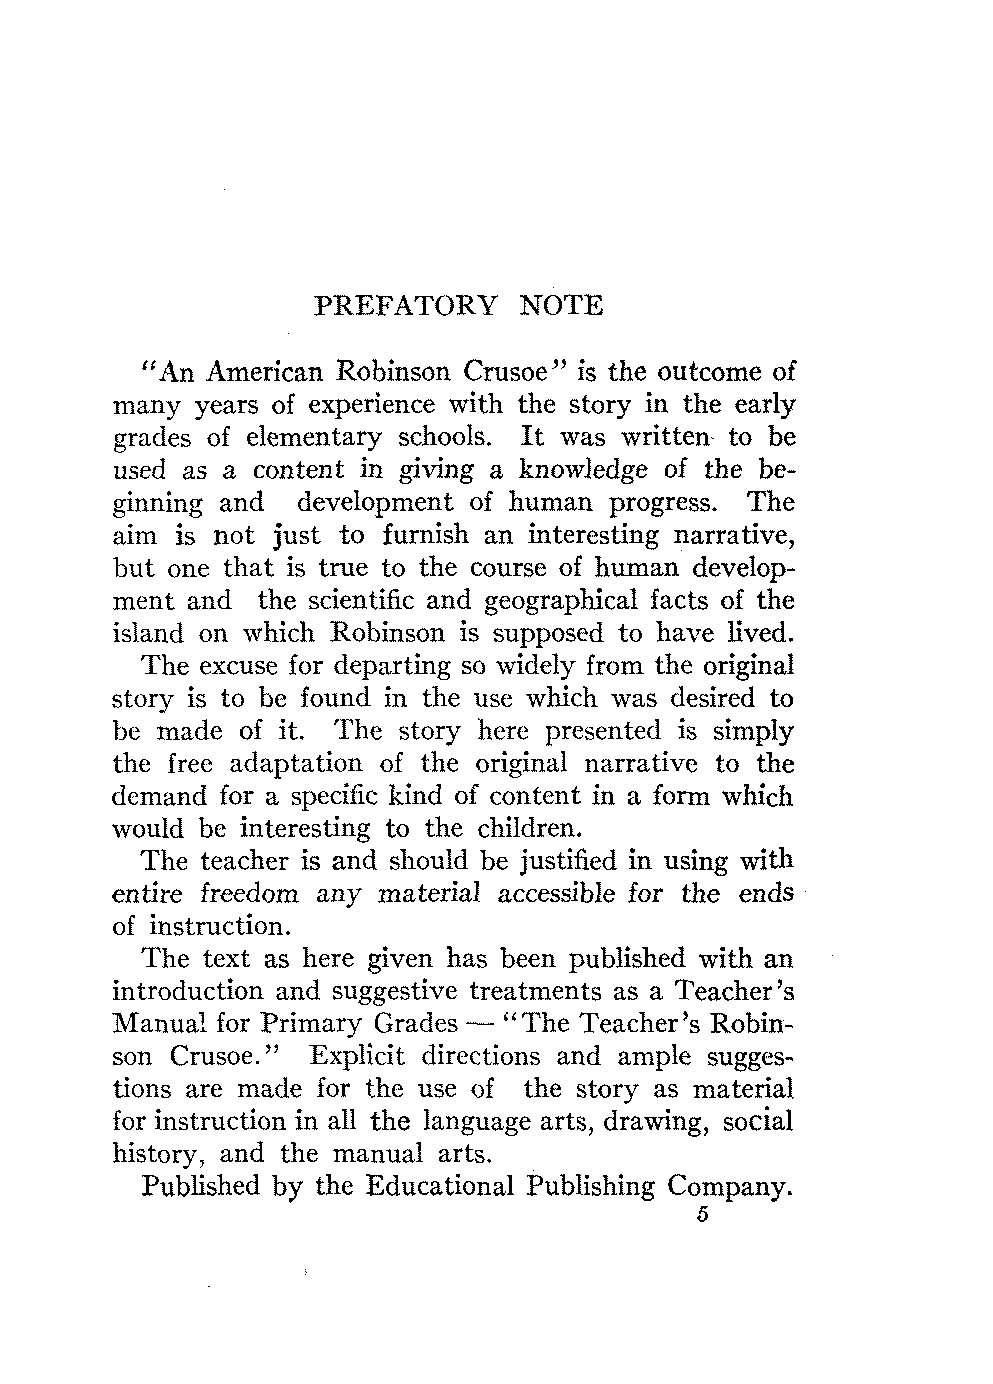 PREFATORY NOTE
“An American Robinson Crusoe” is the outcome of
many years of experience with the story in the early
grades of elementary schools. It was written to be
used as a content in giving a knowledge of the be-
ginning and development of human progress. The
aim is not just to furnish an interesting narrative,
but one that is true to the course of human develop-
ment and the scientific and geographical facts of the
island on which Robinson is supposed to have lived.
The excuse for departing so widely from the original
story is to be found in the use which was desired to
be made of it. The story here presented is simply
the free adaptation of the original narrative to the
demand for a specific kind of content in a form which
would be interesting to the children.
The teacher is and should be justified in using with
entire freedom any material accessible for the ends
of instruction.
The text as here given has been published with an
introduction and suggestive treatments as a Teacher’s
Manual for Primary Grades — “The Teacher’s Robin-
son Crusoe.” Explicit directions and ample sugges-
tions are made for the use of the story as material
for instruction in all the language arts, drawing, social
history, and the manual arts.
Published by the Educational Publishing Company.
5